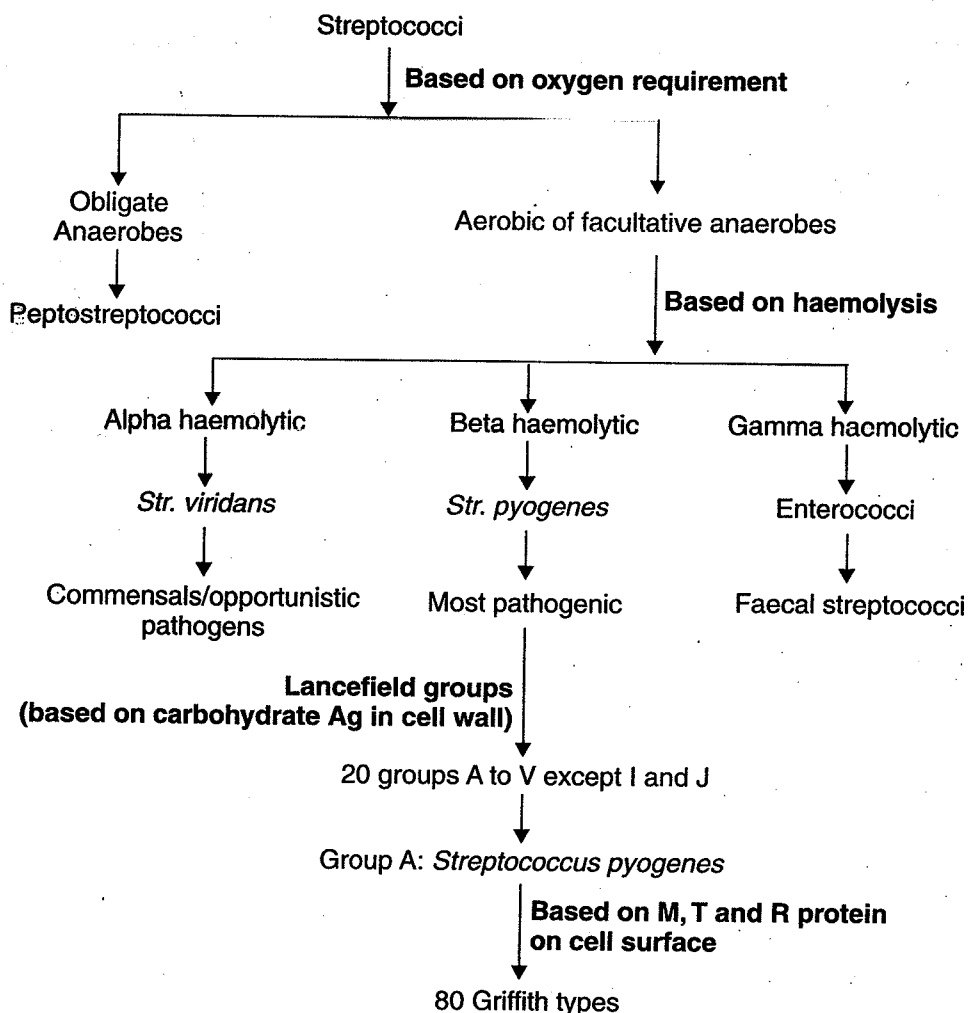 Streptococci
Based on oxygen requirement
Obligate
Anaerobes
Aerobic of facultative anaerobes
Peptostreptococci
Based on haemolysis
Alpha haemolytic
Beta haemolytic
Gamma haemolytic
Str. viridans
Str. pyogenes
Enterococci
Commensals/opportunistic
pathogens
Most pathogenic
Faecal streptococci
Lancefield groups
(based on carbohydrate Ag in cell wall)
20 groups A to V except I and J
Group A: Streptococcus pyogenes
Based on M, T and R protein
on cell surface
80 Griffith types